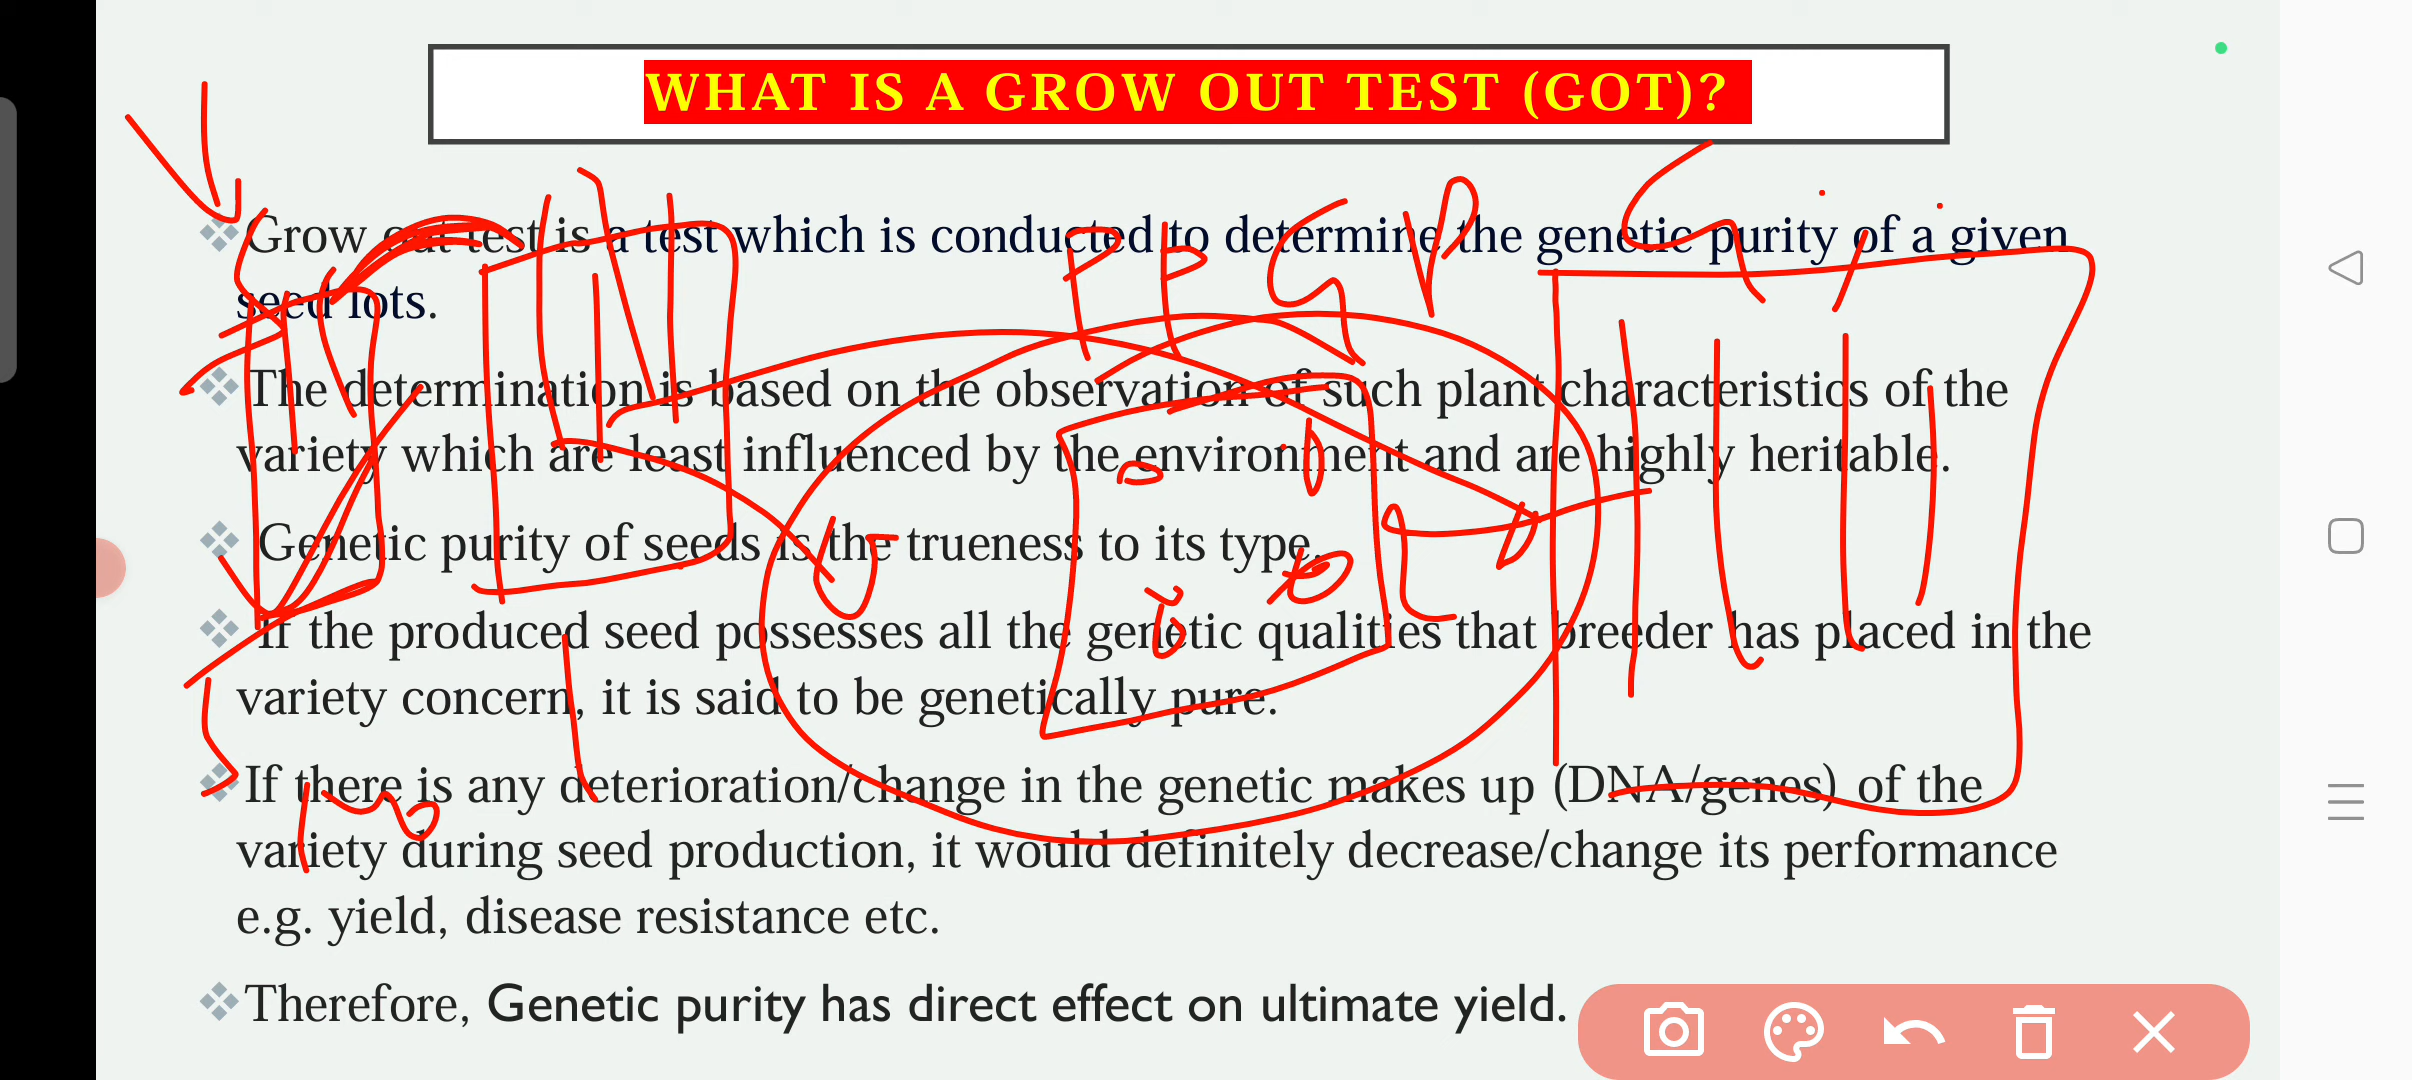 WHAT IS A GROW OUT TEST (GOT)?
Grow out test is a test which is conducted to determine the genetic purity of a given
seed lots.
The determination is based on the observation of such plant characteristics of the
variety which are least influenced by the environment and are highly heritable.
Genetic purity of seeds is the trueness to its type.
If the produced seed possesses all the genetic qualities that breeder has placed in the
variety concern, it is said to be genetically pure.
If there is any deterioration/change in the genetic makes up (DNA/genes) of the
variety during seed production, it would definitely decrease/change its performance
e.g. yield, disease resistance etc.
Therefore, Genetic purity has direct effect on ultimate yield.